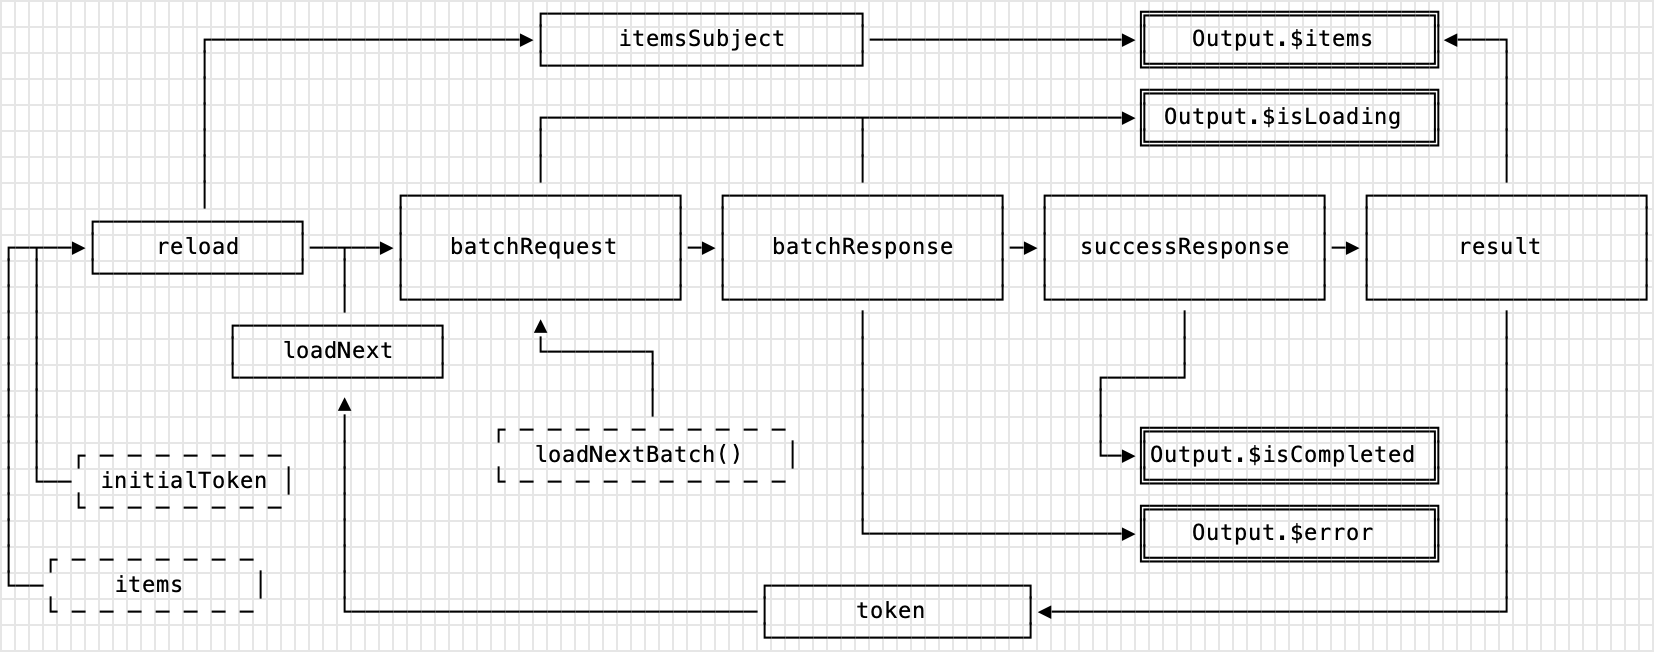 itemsSubject
Output.$items
Output.$isLoading
reload
batchRequest
batchResponse
successResponse
result
loadNext
loadNextBatch()
Output.$isCompleted
initialToken
Output.$error
items
token